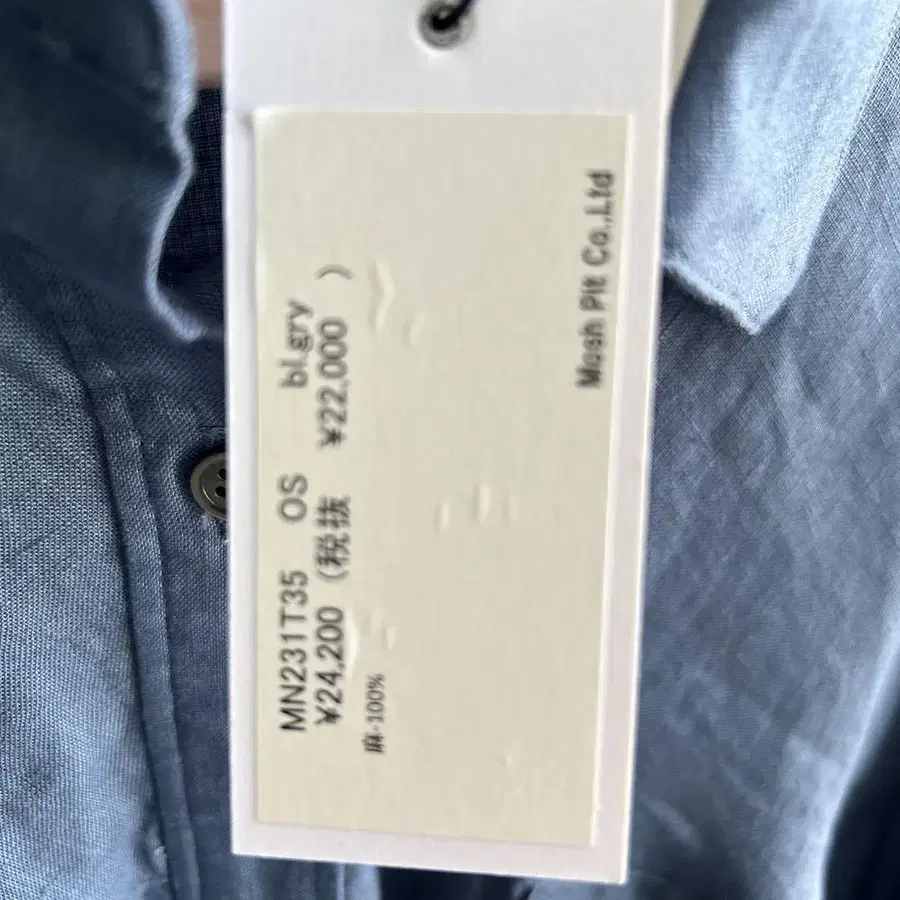 MN231T35 OS bl.gry
¥24,200 (税抜 ¥22,000 )
麻-100%
Mosh Pit Co.,Ltd